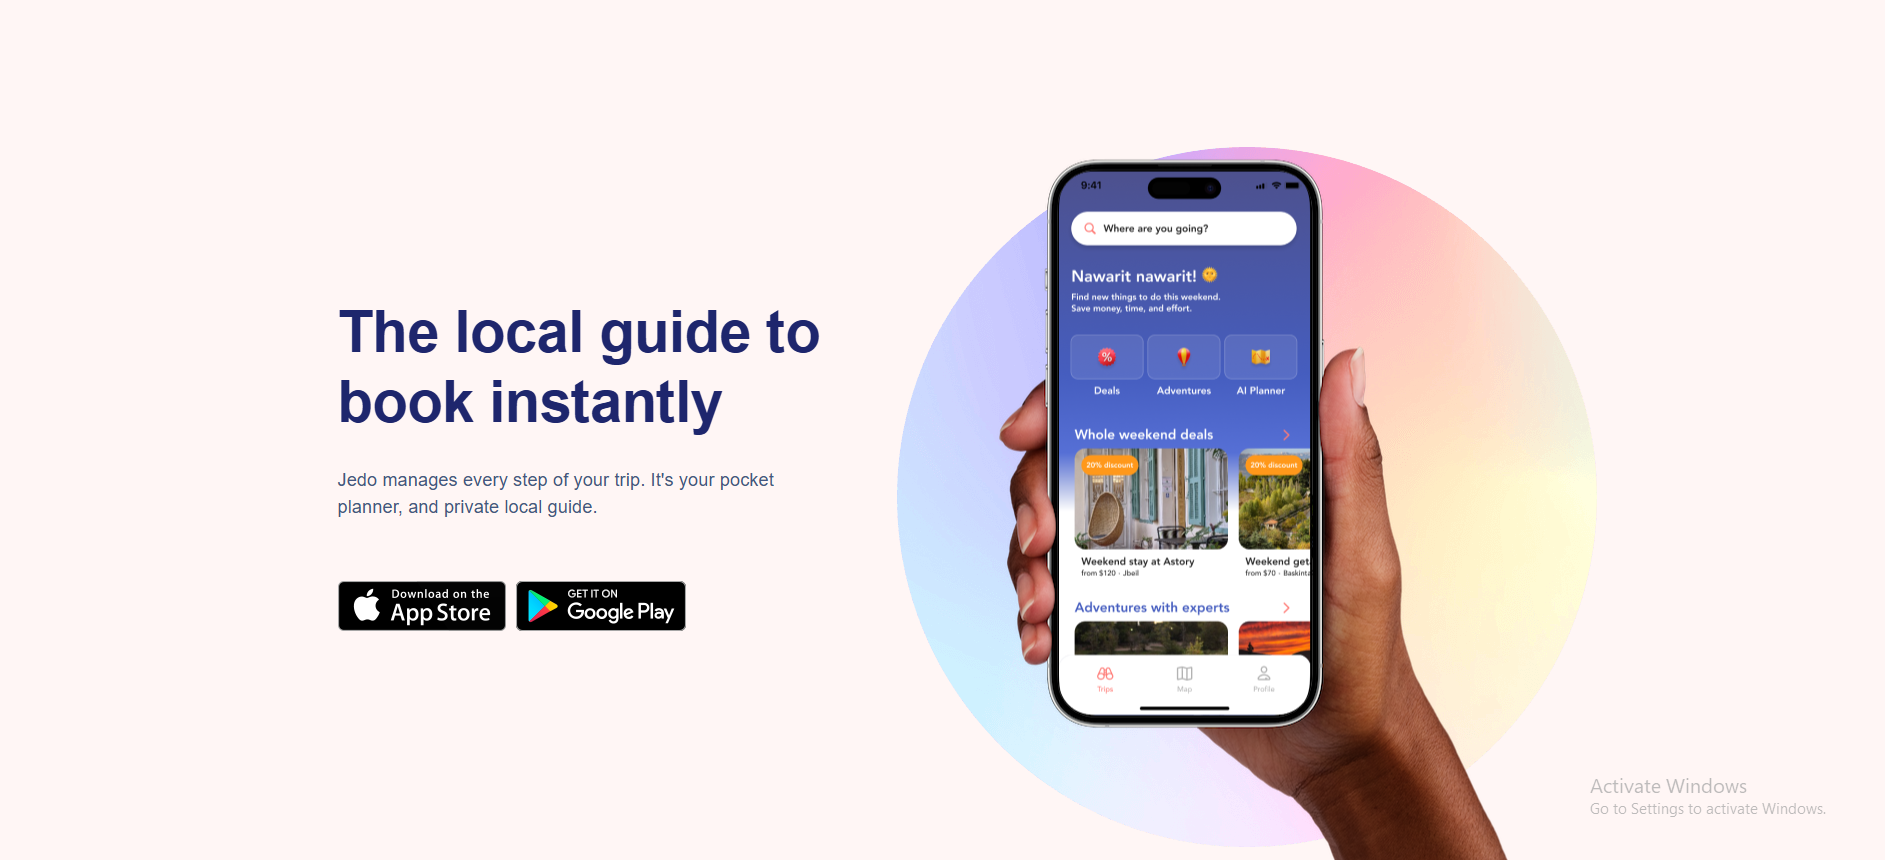 The local guide to
book instantly
Jedo manages every step of your trip. It's your pocket
planner, and private local guide.
Download on the
App Store
GET IT ON
Google Play
9:41
Where are you going?
Nawarit nawarit!
Find new things to do this weekend.
Save money, time, and effort.
%
Deals
Adventures
AI Planner
Whole weekend deals
20% discount
20% discount
Weekend stay at Astory
from $120 - Jbeil
Weekend get
from $70 - Baskinta
Adventures with experts
Trips
Map
Profile
Activate Windows
Go to Settings to activate Windows.